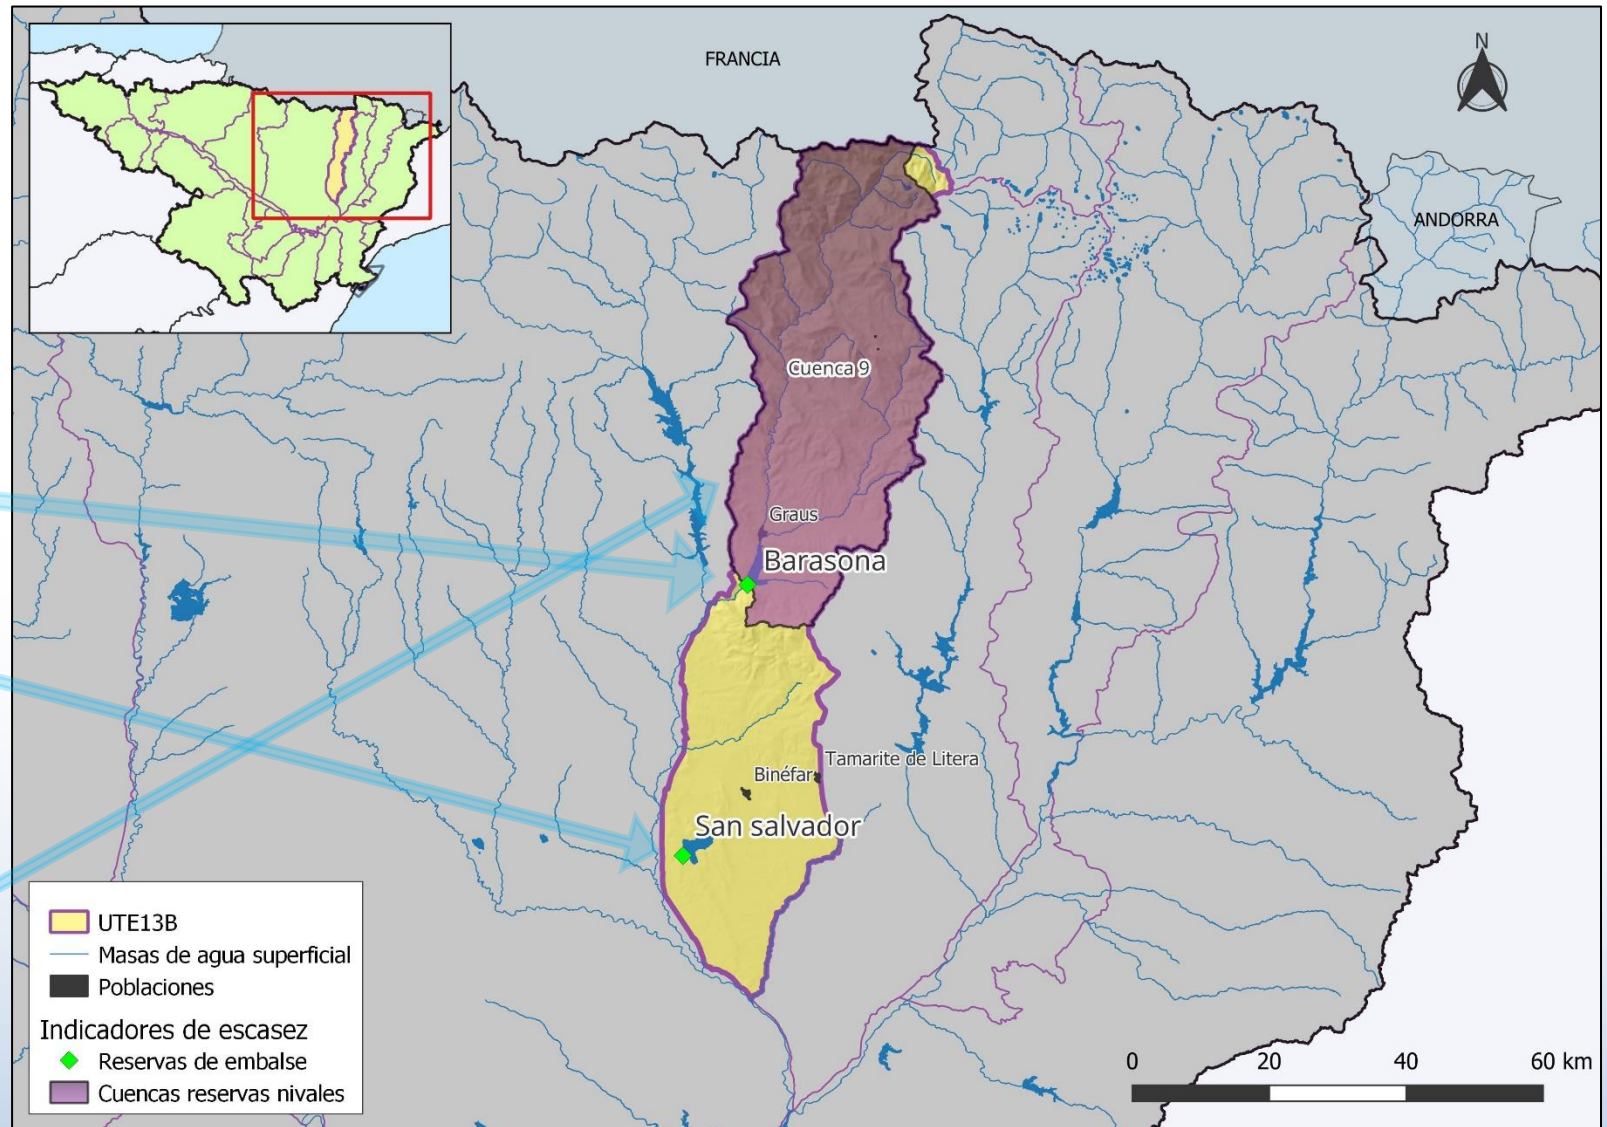 FRANCIA
N
ANDORRA
Cuenca 9
Graus
Barasona
Tamarite de Litera
Binéfar
San salvador
UTE13B
Masas de agua superficial
Poblaciones
Indicadores de escasez
Reservas de embalse
Cuencas reservas nivales
0 20 40 60 km